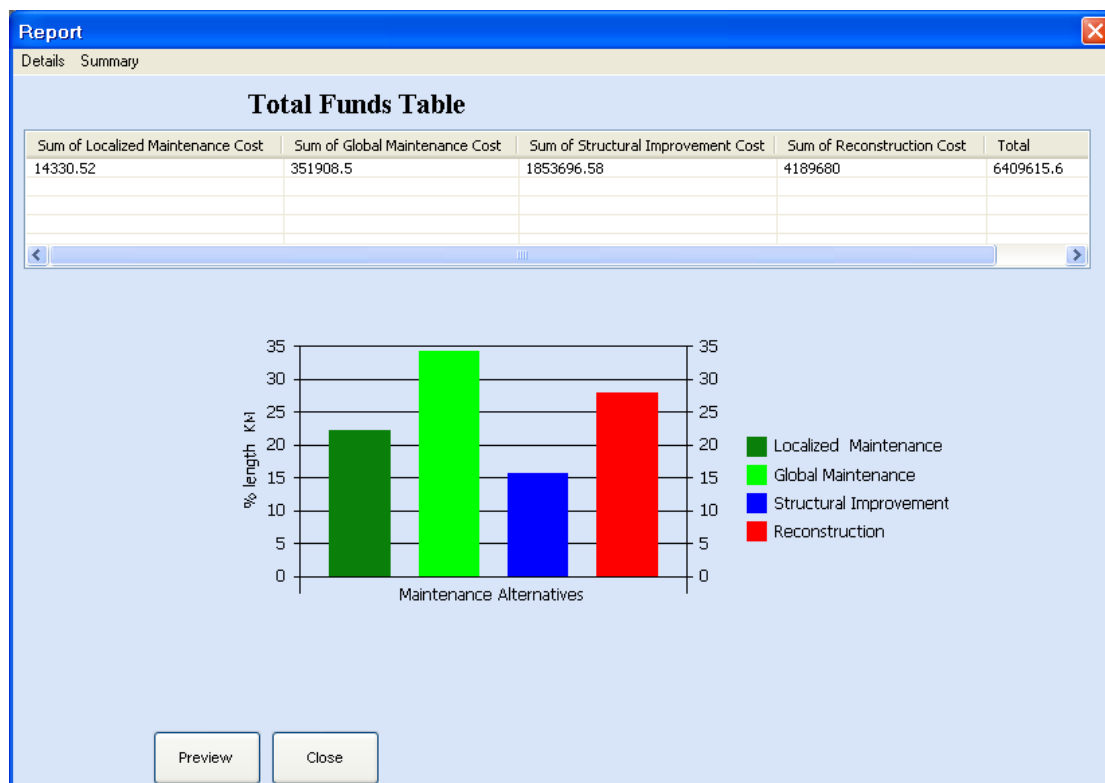 Report
Details Summary
Total Funds Table
Sum of Localized Maintenance Cost Sum of Global Maintenance Cost Sum of Structural Improvement Cost Sum of Reconstruction Cost Total
14330.52 351908.5 1853696.58 4189680 6409615.6
35 35
30 30
25 25
20 20
15 15
10 10
5 5
0 0
% length KM
Maintenance Alternatives
Localized Maintenance
Global Maintenance
Structural Improvement
Reconstruction
Preview Close